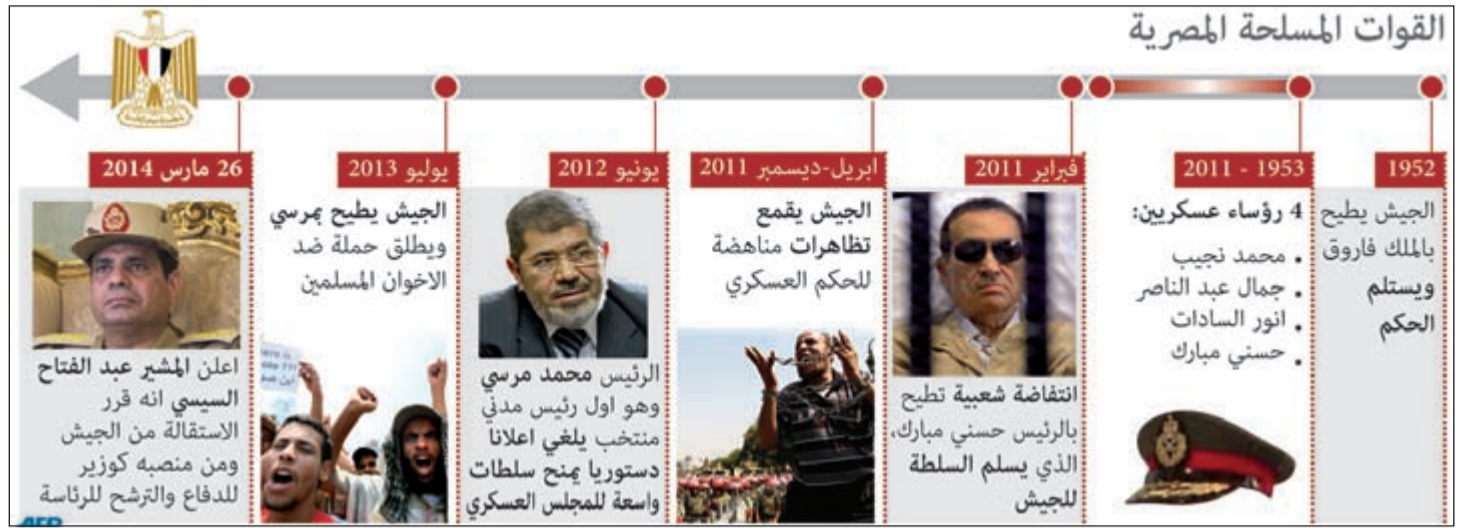 القوات المسلحة المصرية
1952
الجيش يطيح
بالملك فاروق
ويستلم
الحكم
1953 - 2011
4 رؤساء عسكريين:
• محمد نجيب
• جمال عبد الناصر
• انور السادات
• حسني مبارك
فبراير 2011
انتفاضة شعبية تطيح
بالرئيس حسني مبارك،
الذي يسلم السلطة
للجيش
ابريل-ديسمبر 2011
الجيش يقمع
تظاهرات مناهضة
للحكم العسكري
يونيو 2012
الرئيس محمد مرسي
وهو اول رئيس مدني
منتخب يلغي اعلانا
دستوريا يمنح سلطات
واسعة للمجلس العسكري
يوليو 2013
الجيش يطيح بمرسي
ويطلق حملة ضد
الاخوان المسلمين
26 مارس 2014
اعلن المشير عبد الفتاح
السيسي انه قرر
الاستقالة من الجيش
ومن منصبه كوزير
للدفاع والترشح للرئاسة
AFP